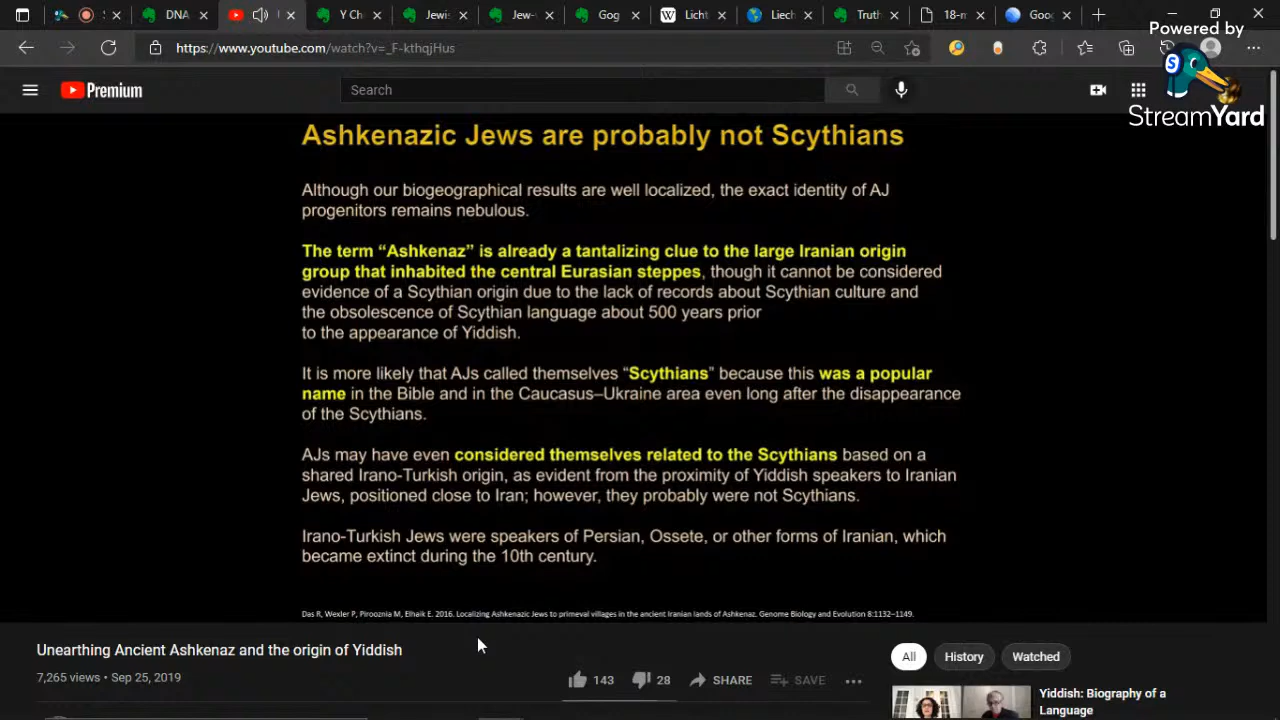 DNA
Y Ch
Jewis
Jew-v
Gog
Licht
Liech
Truth
18-m
Goog
Powered by
https://www.youtube.com/watch?v=_F-kthqjHus
S
StreamYard
Premium
Search
Ashkenazic Jews are probably not Scythians
Although our biogeographical results are well localized, the exact identity of AJ
progenitors remains nebulous.
The term “Ashkenaz” is already a tantalizing clue to the large Iranian origin
group that inhabited the central Eurasian steppes, though it cannot be considered
evidence of a Scythian origin due to the lack of records about Scythian culture and
the obsolescence of Scythian language about 500 years prior
to the appearance of Yiddish.
It is more likely that AJs called themselves “Scythians” because this was a popular
name in the Bible and in the Caucasus–Ukraine area even long after the disappearance
of the Scythians.
AJs may have even considered themselves related to the Scythians based on a
shared Irano-Turkish origin, as evident from the proximity of Yiddish speakers to Iranian
Jews, positioned close to Iran; however, they probably were not Scythians.
Irano-Turkish Jews were speakers of Persian, Ossete, or other forms of Iranian, which
became extinct during the 10th century.
Das R, Wexler P, Pirooznia M, Elhaik E. 2016. Localizing Ashkenazic Jews to primeval villages in the ancient Iranian lands of Ashkenaz. Genome Biology and Evolution 8:1132–1149.
Unearthing Ancient Ashkenaz and the origin of Yiddish
7,265 views • Sep 25, 2019
143
28
SHARE
SAVE
All
History
Watched
Yiddish: Biography of a
Language